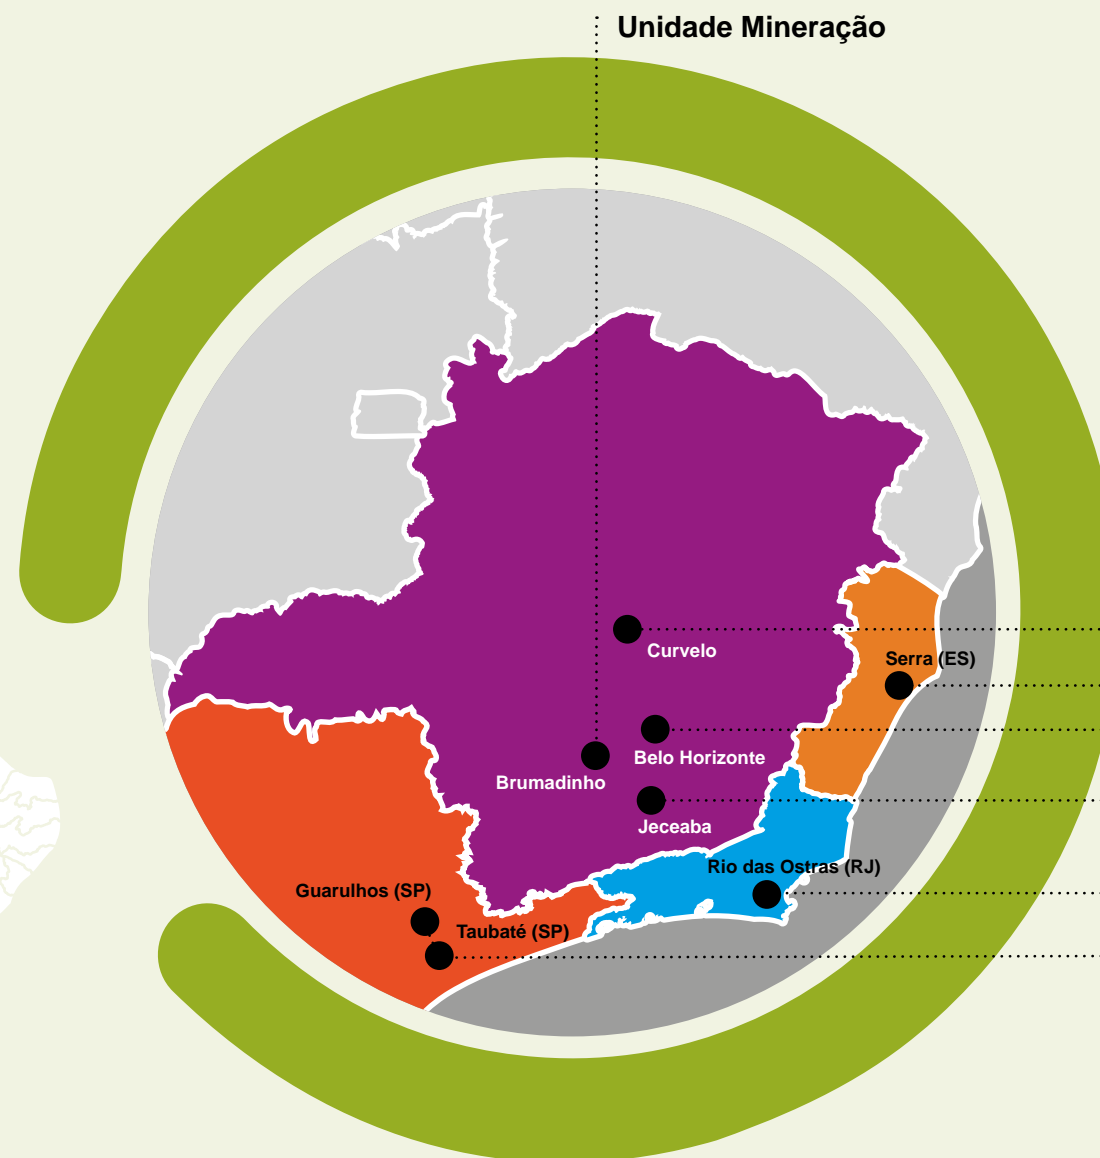 Unidade Mineração
Curvelo
Serra (ES)
Belo Horizonte
Brumadinho
Jeceaba
Rio das Ostras (RJ)
Guarulhos (SP)
Taubaté (SP)